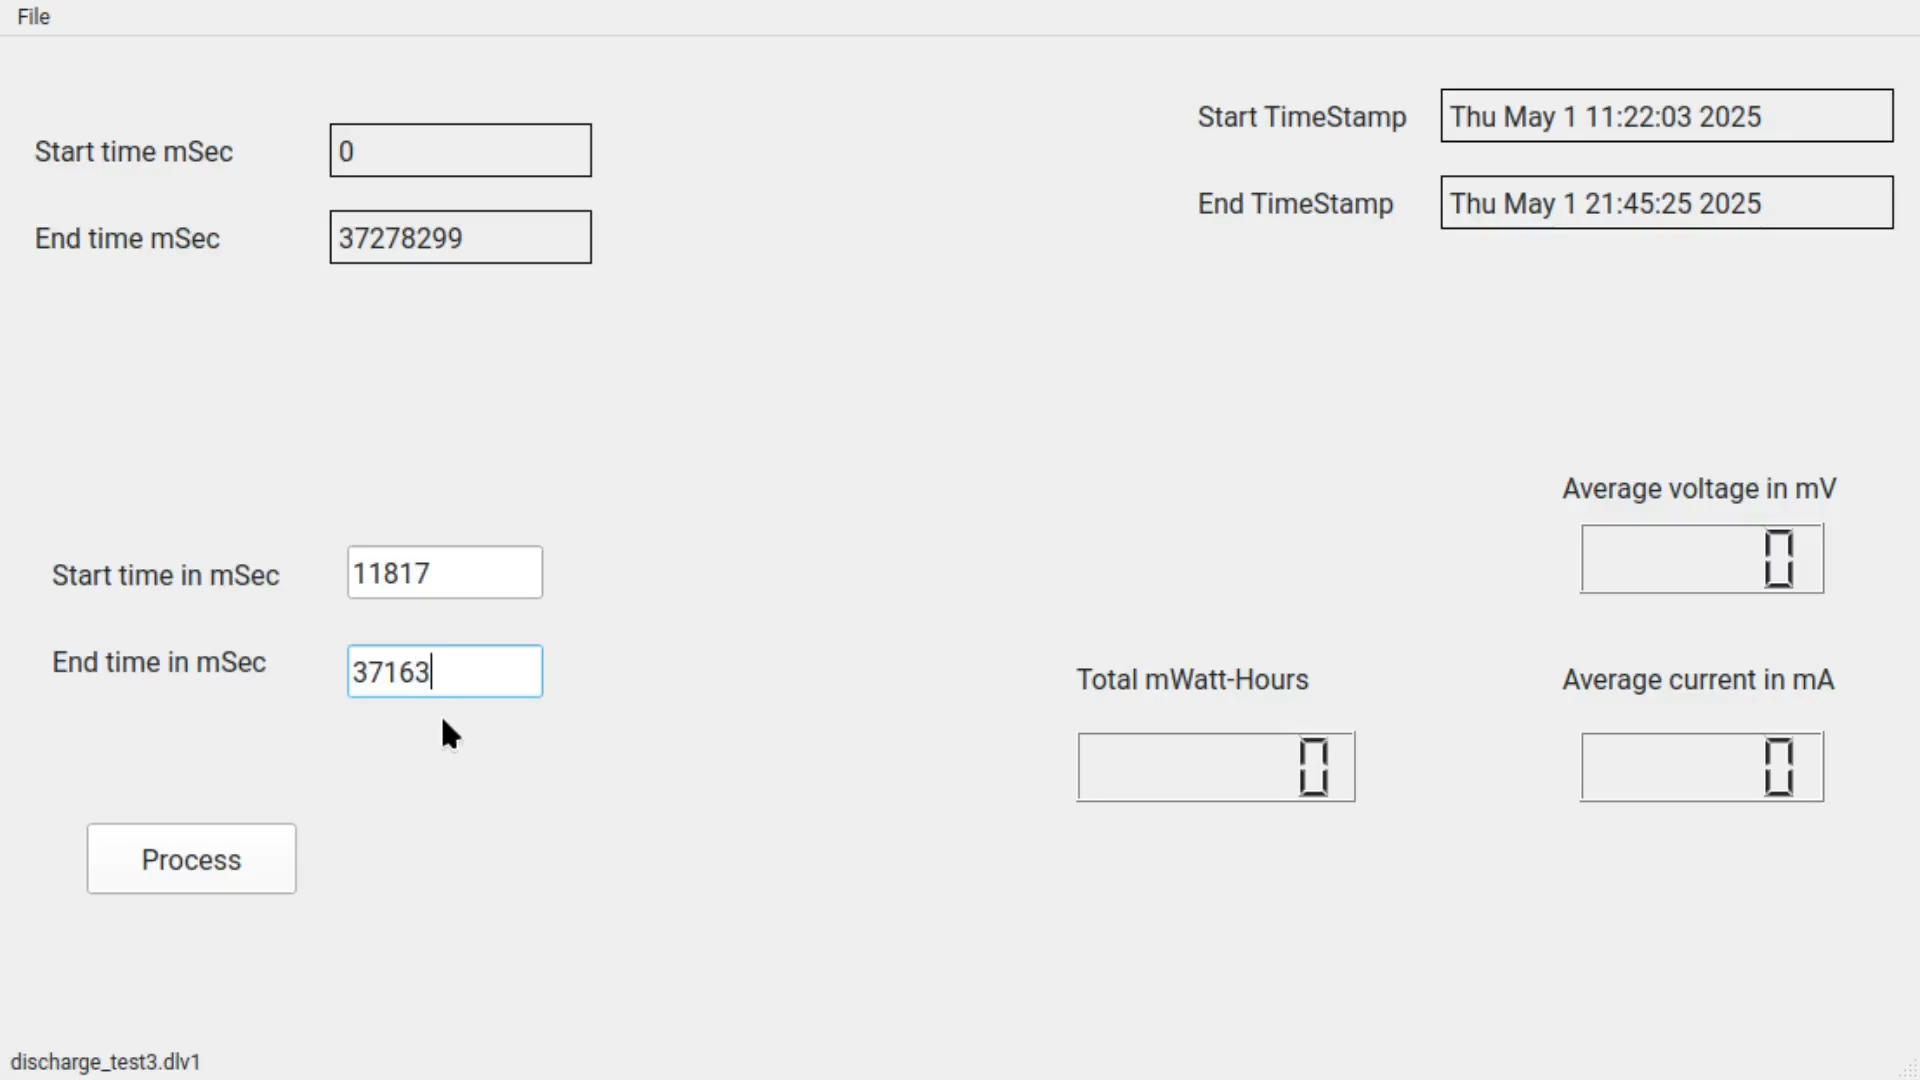 File
Start time mSec
0
End time mSec
37278299
Start TimeStamp
Thu May 1 11:22:03 2025
End TimeStamp
Thu May 1 21:45:25 2025
Start time in mSec
11817
End time in mSec
37163
Process
Average voltage in mV
0
Total mWatt-Hours
0
Average current in mA
0
discharge_test3.dlv1